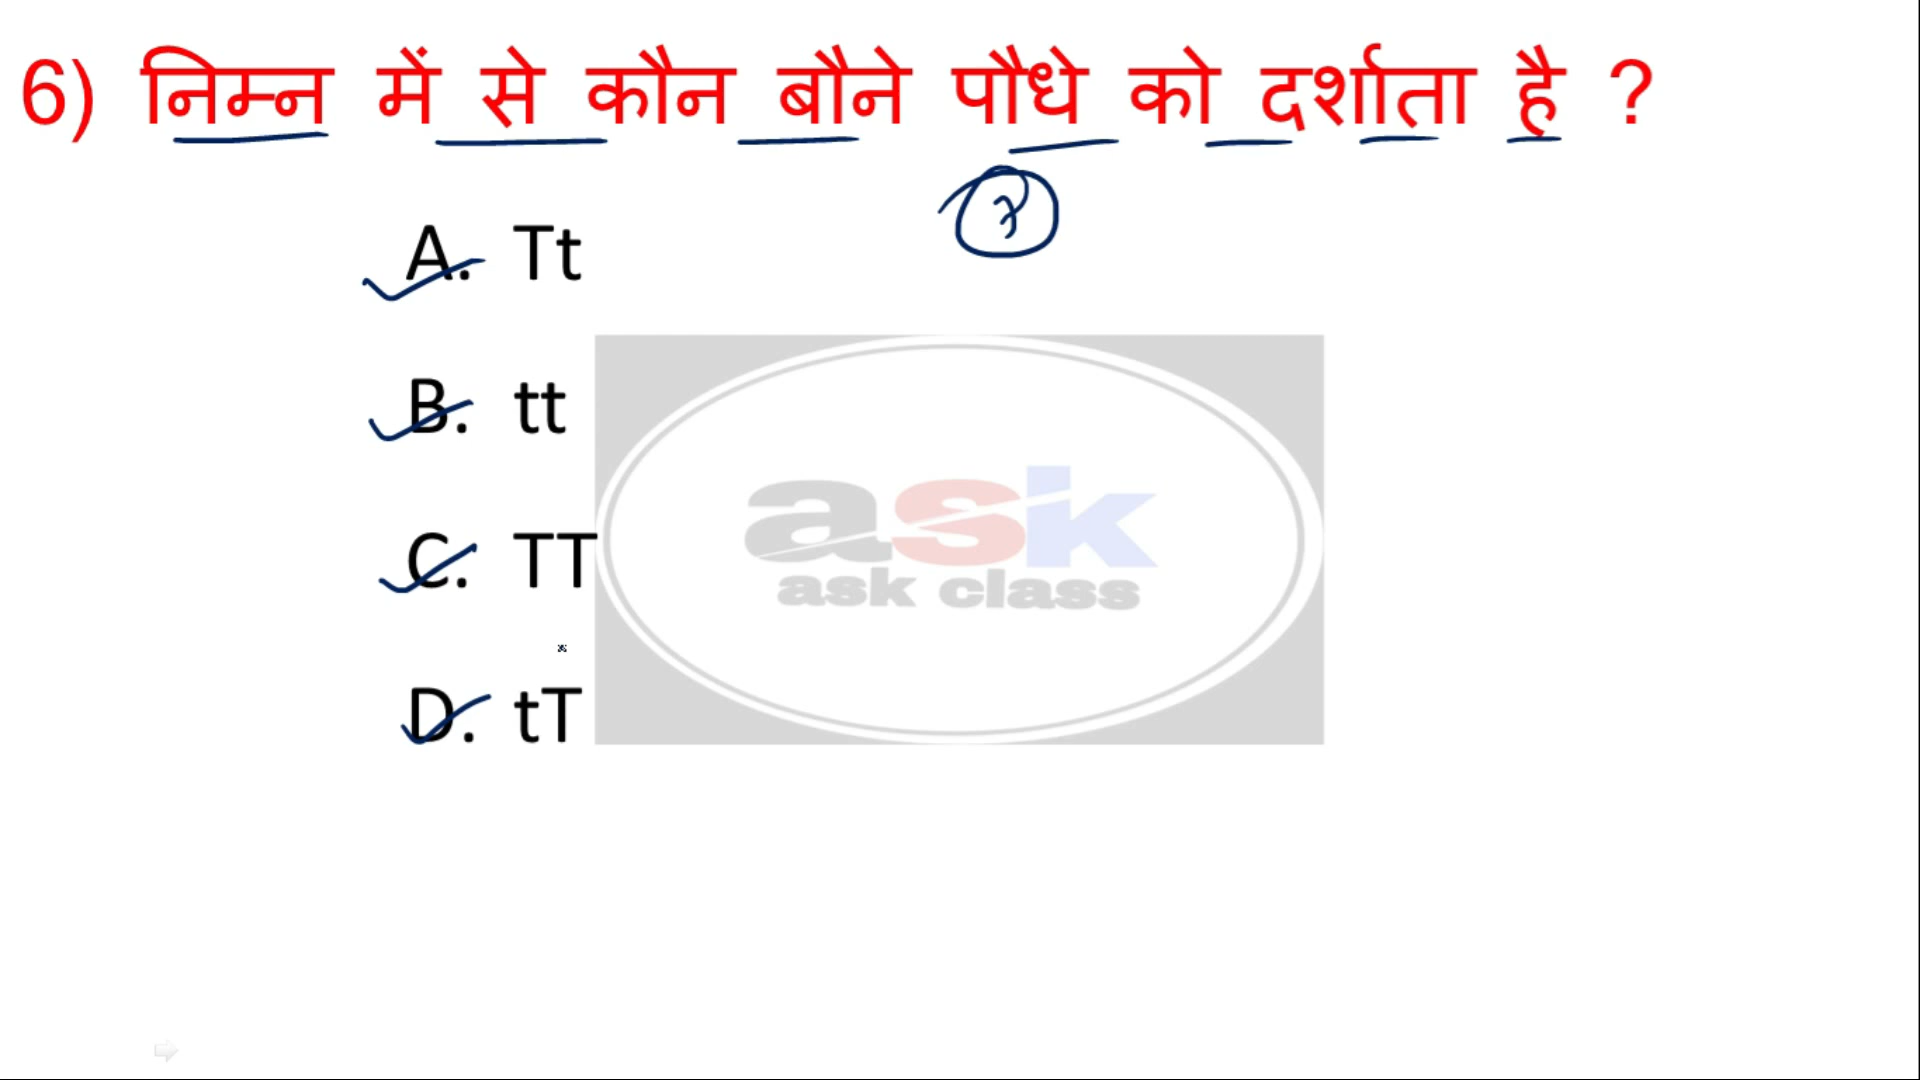 6) निम्न में से कौन बौने पौधे को दर्शाता है ?
A. Tt
B. tt
C. TT
D. tT
ask
ask class